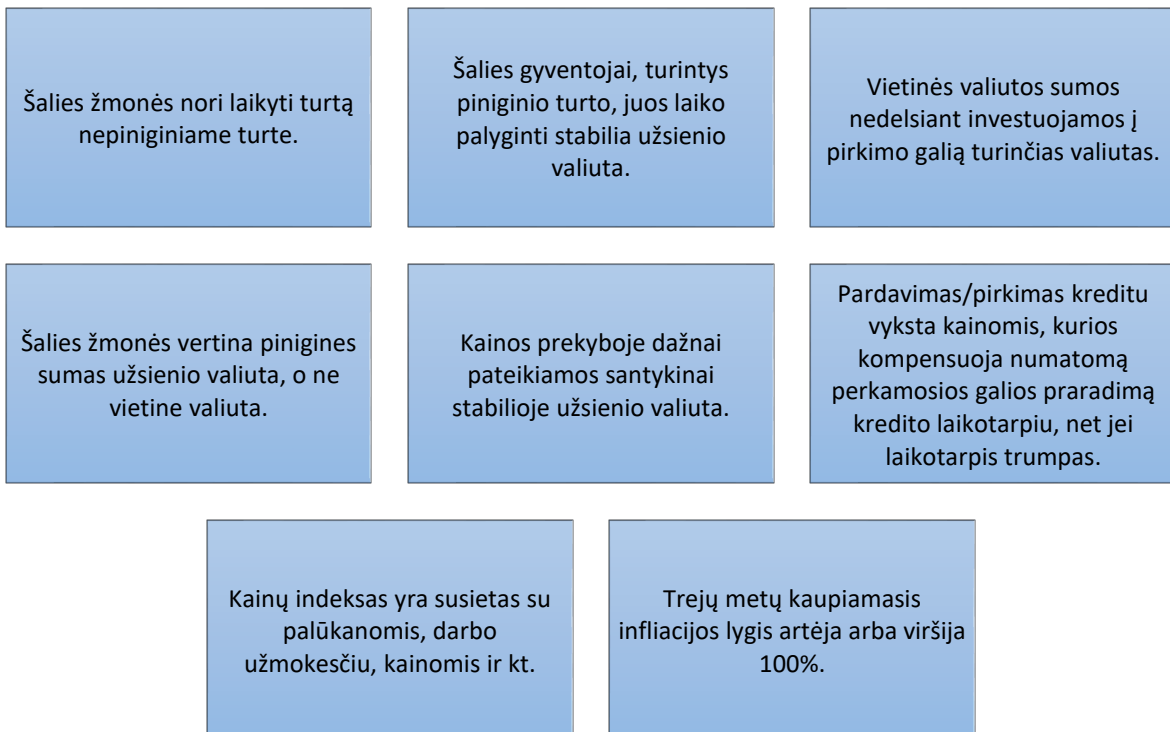 Šalies žmonės nori laikyti turtą
nepiniginiame turte.
Šalies gyventojai, turintys
piniginio turto, juos laiko
palyginti stabilia užsienio
valiuta.
Vietinės valiutos sumos
nedelsiant investuojamos į
pirkimo galią turinčias valiutas.
Šalies žmonės vertina pinigines
sumas užsienio valiuta, o ne
vietine valiuta.
Kainos prekyboje dažnai
pateikiamos santykinai
stabilioje užsienio valiuta.
Pardavimas/pirkimas kreditu
vyksta kainomis, kurios
kompensuoja numatomą
perkamosios galios praradimą
kredito laikotarpiu, net jei
laikotarpis trumpas.
Kainų indeksas yra susietas su
palūkanomis, darbo
užmokesčiu, kainomis ir kt.
Trejų metų kaupiamasis
infliacijos lygis artėja arba viršija
100%.